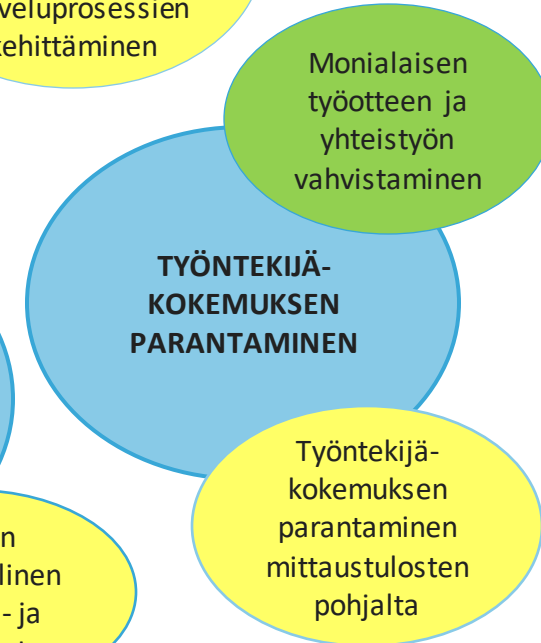 veluprosessien
kehittäminen
Monialaisen
työotteen ja
yhteistyön
vahvistaminen
TYÖNTEKIJÄ-
KOKEMUKSEN
PARANTAMINEN
Työntekijä-
kokemuksen
parantaminen
mittaustulosten
pohjalta
n
linen
- ja